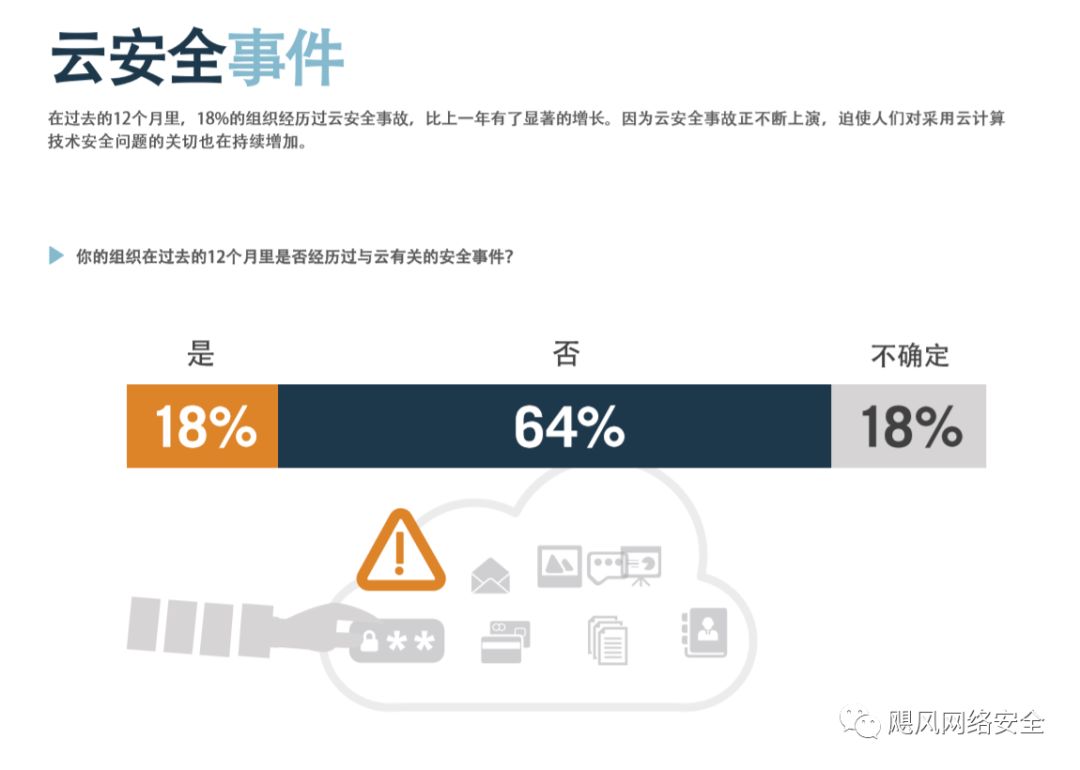 云安全事件
在过去的12个月里，18%的组织经历过云安全事故，比上一年有了显著的增长。因为云安全事故正不断上演，迫使人们对采用云计算
技术安全问题的关切也在持续增加。
你的组织在过去的12个月里是否经历过与云有关的安全事件？
是 否 不确定
18% 64% 18%
**
飓风网络安全